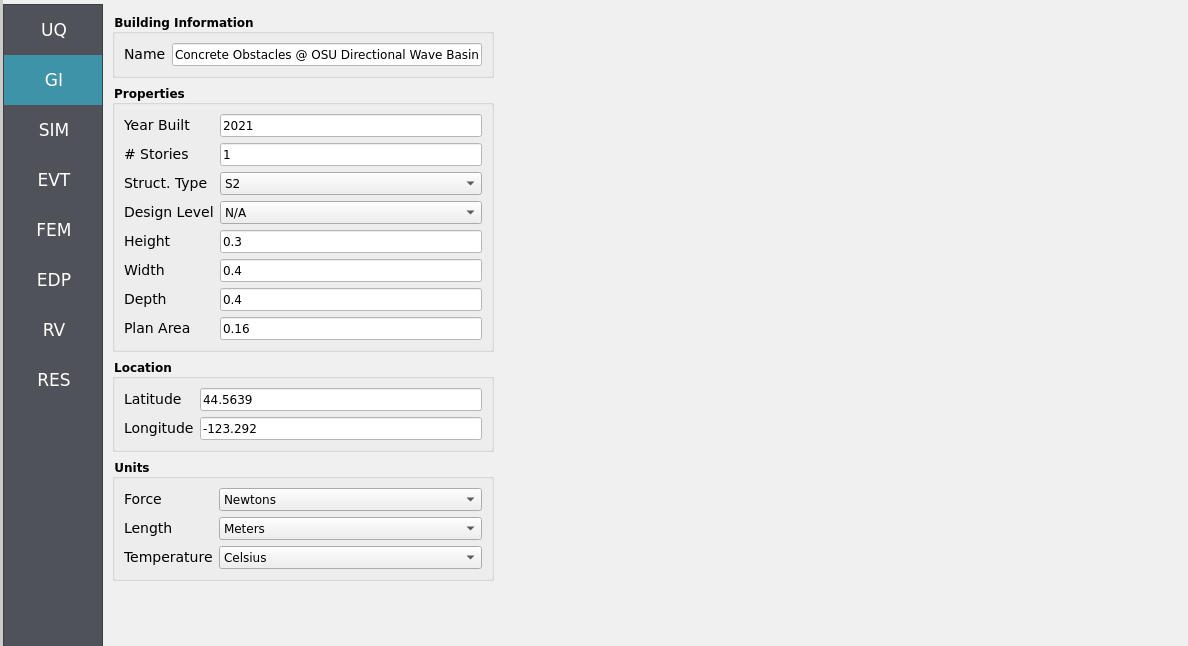 UQ
GI
SIM
EVT
FEM
EDP
RV
RES
Building Information
Name Concrete Obstacles @ OSU Directional Wave Basin
Properties
Year Built 2021
# Stories 1
Struct. Type S2
Design Level N/A
Height 0.3
Width 0.4
Depth 0.4
Plan Area 0.16
Location
Latitude 44.5639
Longitude -123.292
Units
Force Newtons
Length Meters
Temperature Celsius